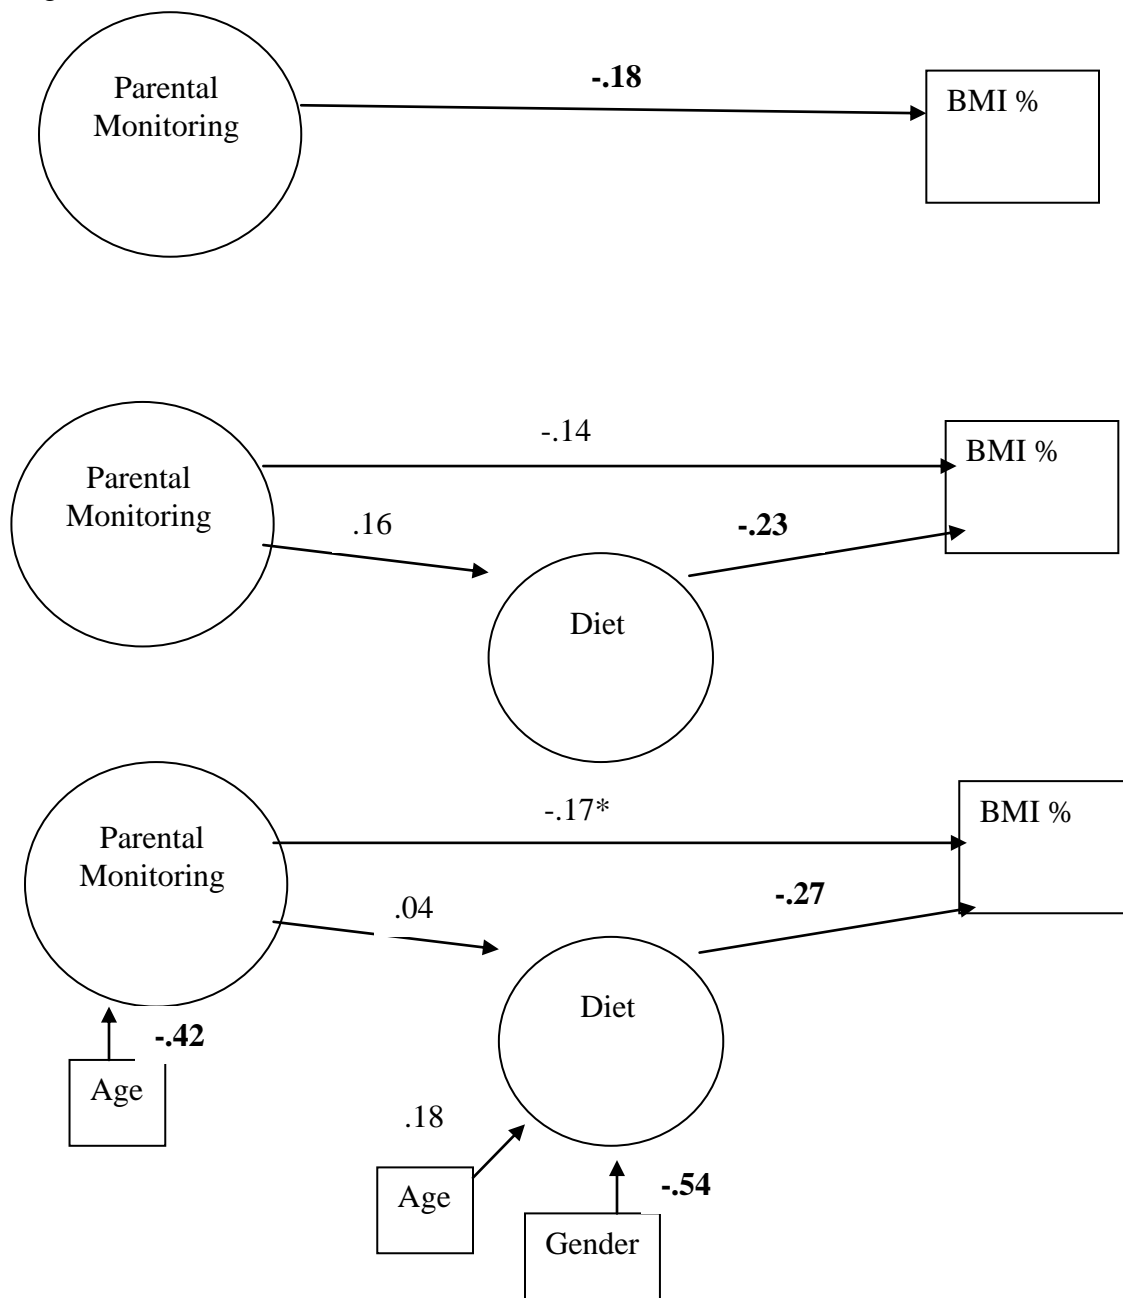 Parental
Monitoring
-.18
BMI %
Parental
Monitoring
-.14
BMI %
.16
-.23
Diet
Parental
Monitoring
-.17*
BMI %
.04
-.27
Diet
-.42
Age
.18
Age
-.54
Gender